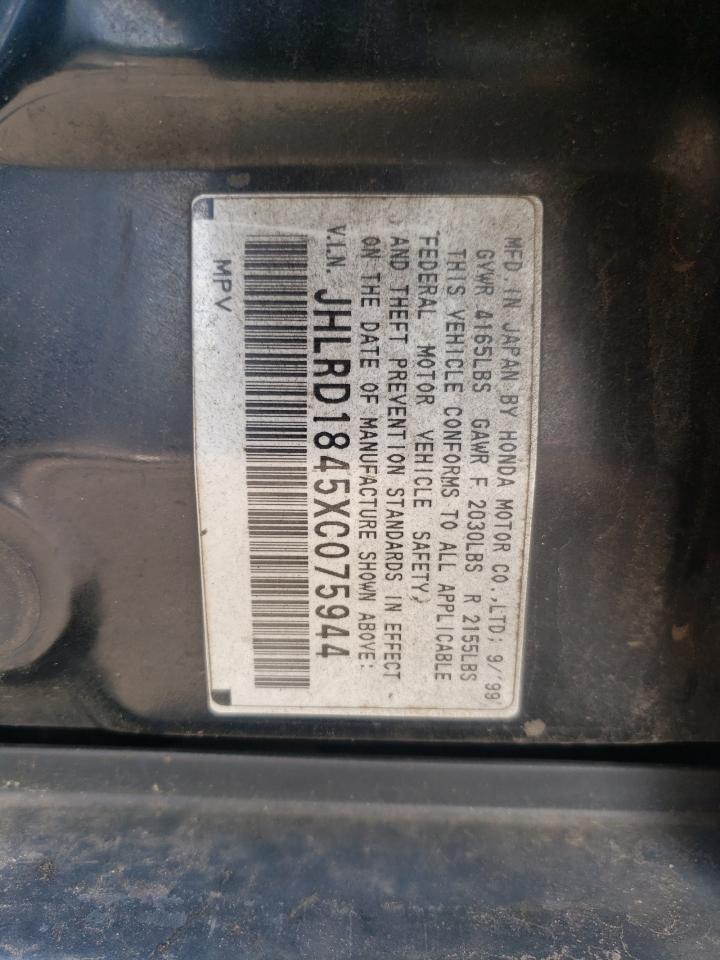 MFD. IN JAPAN BY HONDA MOTOR CO.,LTD; 9/'99
GVWR 4165LBS GAWR F 2030LBS R 2155LBS
THIS VEHICLE CONFORMS TO ALL APPLICABLE
FEDERAL MOTOR VEHICLE SAFETY,
AND THEFT PREVENTION STANDARDS IN EFFECT
ON THE DATE OF MANUFACTURE SHOWN ABOVE:
V.I.N. JHLRD1845XC075944
MPV